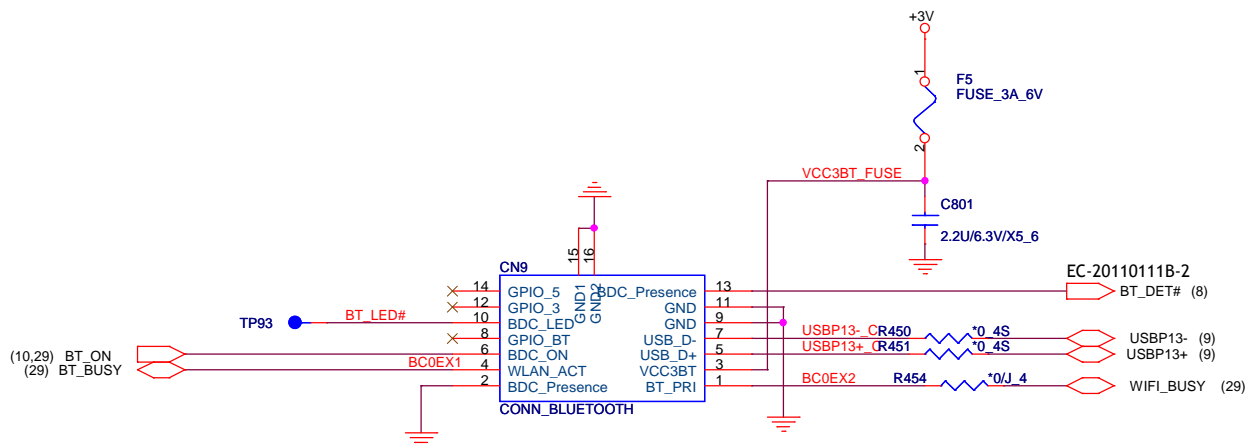 +3V
1
F5
FUSE_3A_6V
2
VCC3BT_FUSE
C801
2.2U/6.3V/X5_6
15
16
CN9
GND1
GND2
EC-20110111B-2
14 GPIO_5 BDC_Presence 13 BT_DET# (8)
12 GPIO_3 GND 11
TP93 BT_LED# 10 BDC_LED GND 9
8 GPIO_BT USB_D- 7 USBP13-_C R450 *0_4S USBP13- (9)
(10,29) BT_ON 6 BDC_ON USB_D+ 5 USBP13+_C R451 *0_4S USBP13+ (9)
(29) BT_BUSY BC0EX1 4 WLAN_ACT VCC3BT 3
2 BDC_Presence BT_PRI 1 BC0EX2 R454 *0/J_4 WIFI_BUSY (29)
CONN_BLUETOOTH